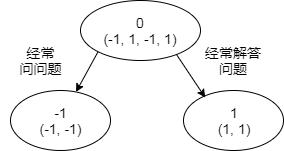 0
(-1, 1, -1, 1)
经常
问问题
经常解答
问题
-1
(-1, -1)
1
(1, 1)